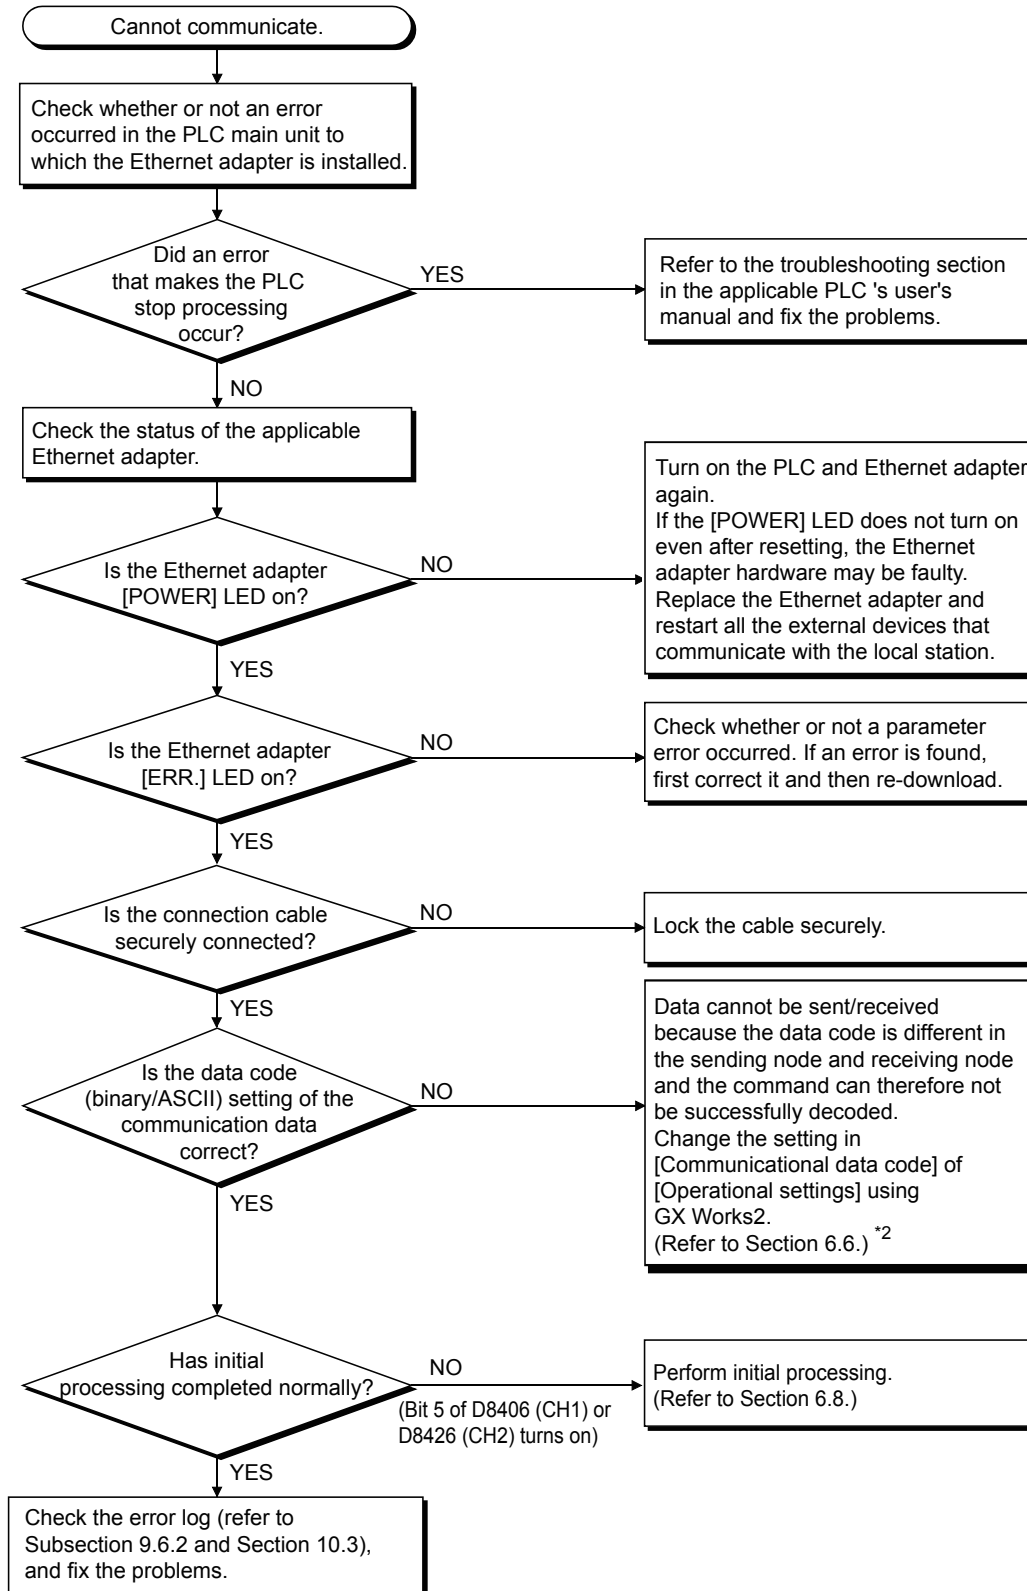 Cannot communicate.
Check whether or not an error
occurred in the PLC main unit to
which the Ethernet adapter is installed.
Did an error
that makes the PLC
stop processing
occur?
YES
Refer to the troubleshooting section
in the applicable PLC 's user's
manual and fix the problems.
NO
Check the status of the applicable
Ethernet adapter.
Is the Ethernet adapter
[POWER] LED on?
NO
Turn on the PLC and Ethernet adapter
again.
If the [POWER] LED does not turn on
even after resetting, the Ethernet
adapter hardware may be faulty.
Replace the Ethernet adapter and
restart all the external devices that
communicate with the local station.
YES
Is the Ethernet adapter
[ERR.] LED on?
NO
Check whether or not a parameter
error occurred. If an error is found,
first correct it and then re-download.
YES
Is the connection cable
securely connected?
NO
Lock the cable securely.
YES
Is the data code
(binary/ASCII) setting of the
communication data
correct?
NO
Data cannot be sent/received
because the data code is different in
the sending node and receiving node
and the command can therefore not
be successfully decoded.
Change the setting in
[Communicational data code] of
[Operational settings] using
GX Works2.
(Refer to Section 6.6.) *2
YES
Has initial
processing completed normally?
NO
(Bit 5 of D8406 (CH1) or
D8426 (CH2) turns on)
Perform initial processing.
(Refer to Section 6.8.)
YES
Check the error log (refer to
Subsection 9.6.2 and Section 10.3),
and fix the problems.